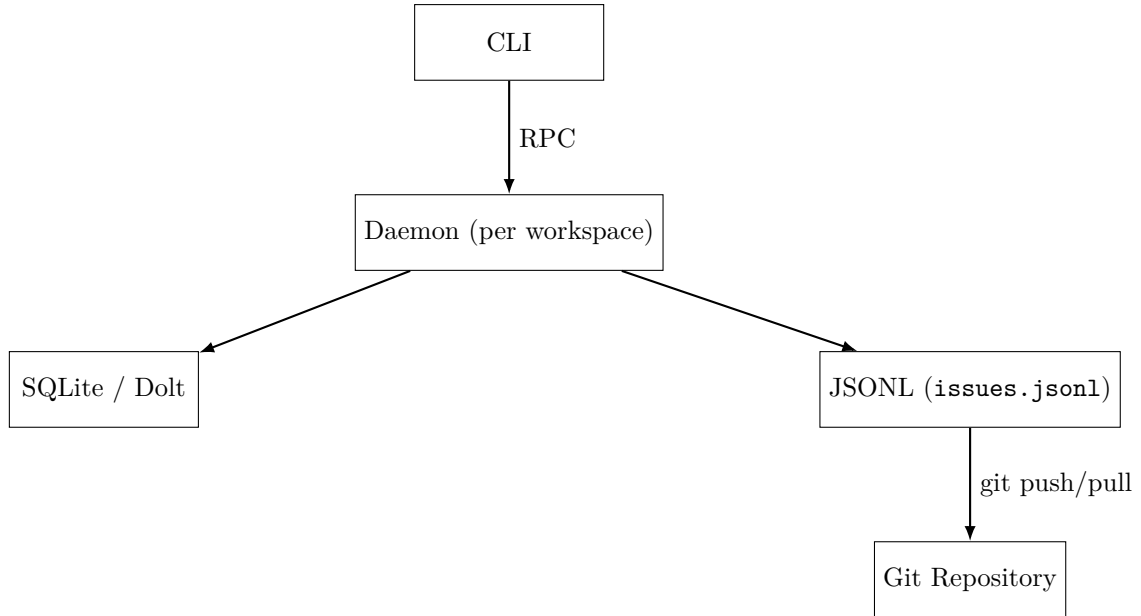 CLI
RPC
Daemon (per workspace)
SQLite / Dolt
JSONL (issues.jsonl)
git push/pull
Git Repository